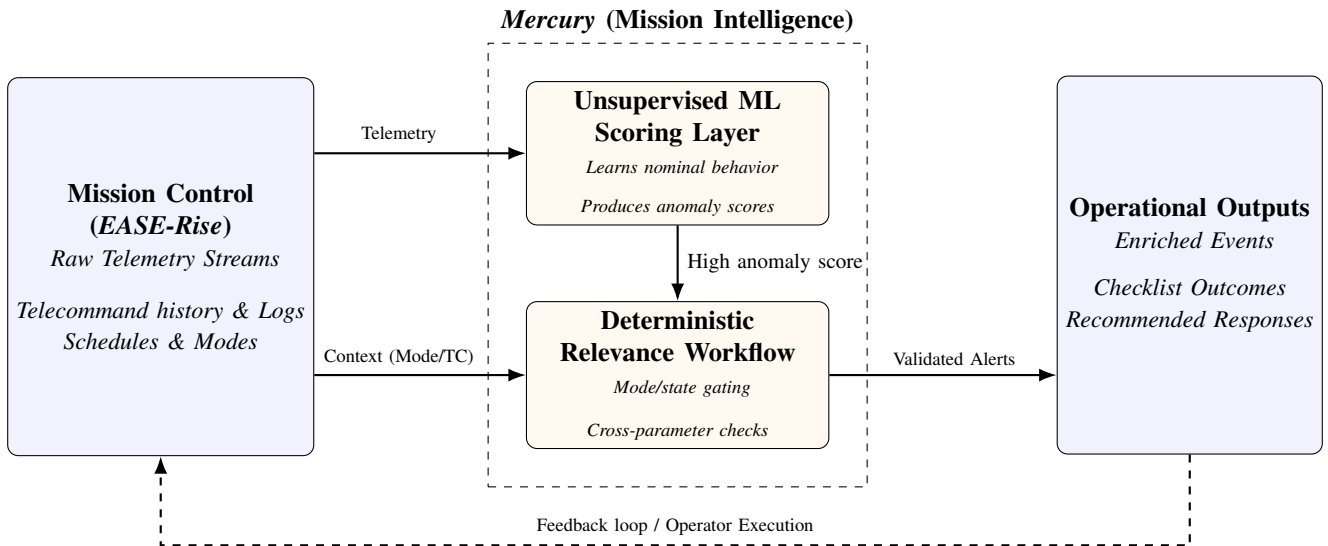 Mercury (Mission Intelligence)
Mission Control
(EASE-Rise)
Raw Telemetry Streams
Telecommand history & Logs
Schedules & Modes
Telemetry
Context (Mode/TC)
Unsupervised ML
Scoring Layer
Learns nominal behavior
Produces anomaly scores
High anomaly score
Deterministic
Relevance Workflow
Mode/state gating
Cross-parameter checks
Validated Alerts
Operational Outputs
Enriched Events
Checklist Outcomes
Recommended Responses
Feedback loop / Operator Execution